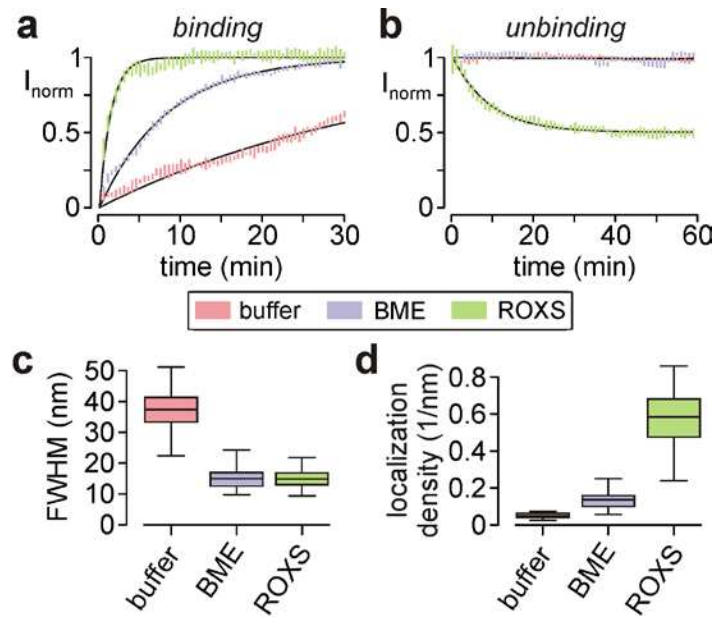 a binding
1
I norm
0.5
0
0 10 20 30
time (min)
b unbinding
1
I norm
0.5
0
0 20 40 60
time (min)
buffer BME ROXS
c
50
40
30
20
10
0
FWHM (nm)
buffer BME ROXS
d
0.8
0.6
0.4
0.2
0
localization
density (1/nm)
buffer BME ROXS